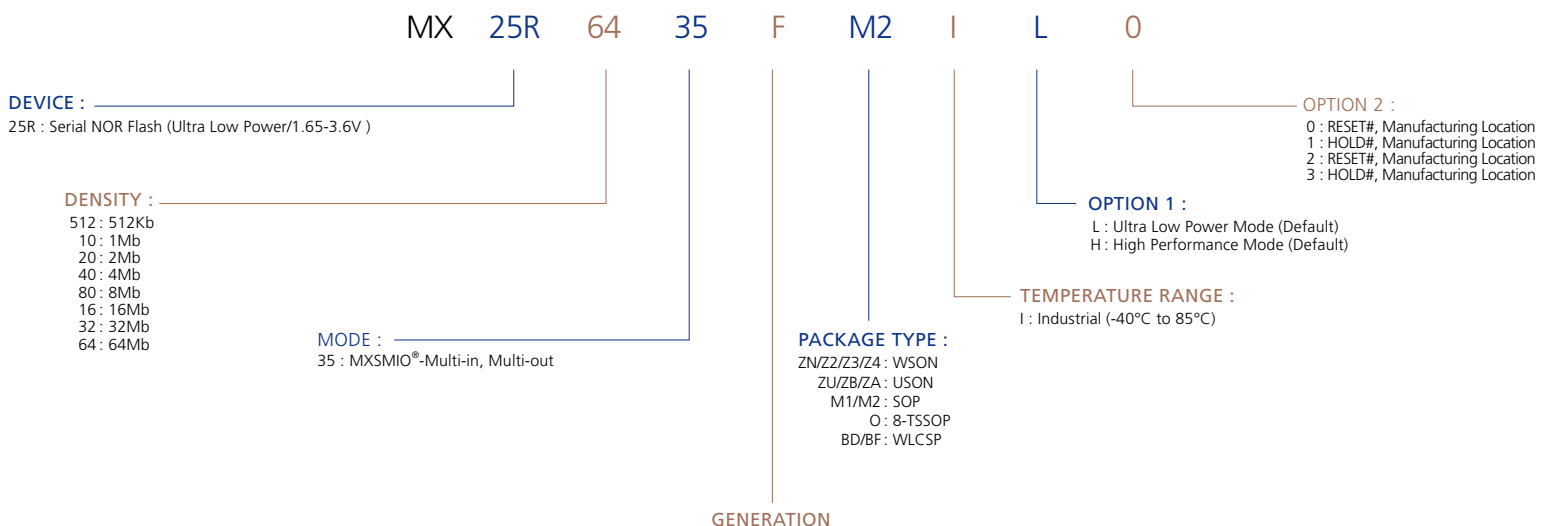 MX 25R 64 35 F M2 I L 0
DEVICE :
25R : Serial NOR Flash (Ultra Low Power/1.65-3.6V )
DENSITY :
512 : 512Kb
10 : 1Mb
20 : 2Mb
40 : 4Mb
80 : 8Mb
16 : 16Mb
32 : 32Mb
64 : 64Mb
MODE :
35 : MXSMIO®-Multi-in, Multi-out
GENERATION
PACKAGE TYPE :
ZN/Z2/Z3/Z4 : WSON
ZU/ZB/ZA : USON
M1/M2 : SOP
O : 8-TSSOP
BD/BF : WLCSP
TEMPERATURE RANGE :
I : Industrial (-40°C to 85°C)
OPTION 1 :
L : Ultra Low Power Mode (Default)
H : High Performance Mode (Default)
OPTION 2 :
0 : RESET#, Manufacturing Location
1 : HOLD#, Manufacturing Location
2 : RESET#, Manufacturing Location
3 : HOLD#, Manufacturing Location